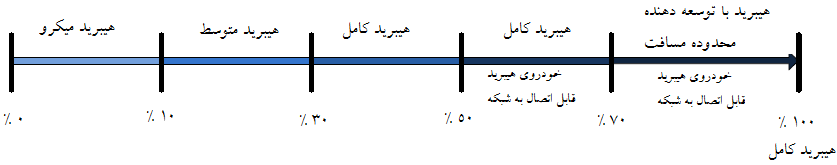 هیبرید میکرو
هیبرید متوسط
هیبرید کامل
هیبرید کامل
هیبرید با توسعه دهنده
محدوده مسافت
خودروی هیبرید
قابل اتصال به شبکه
خودروی هیبرید
قابل اتصال به شبکه
٪ ۰
٪ ۱۰
٪ ۳۰
٪ ۵۰
٪ ۷۰
٪ ۱۰۰
هیبرید کامل